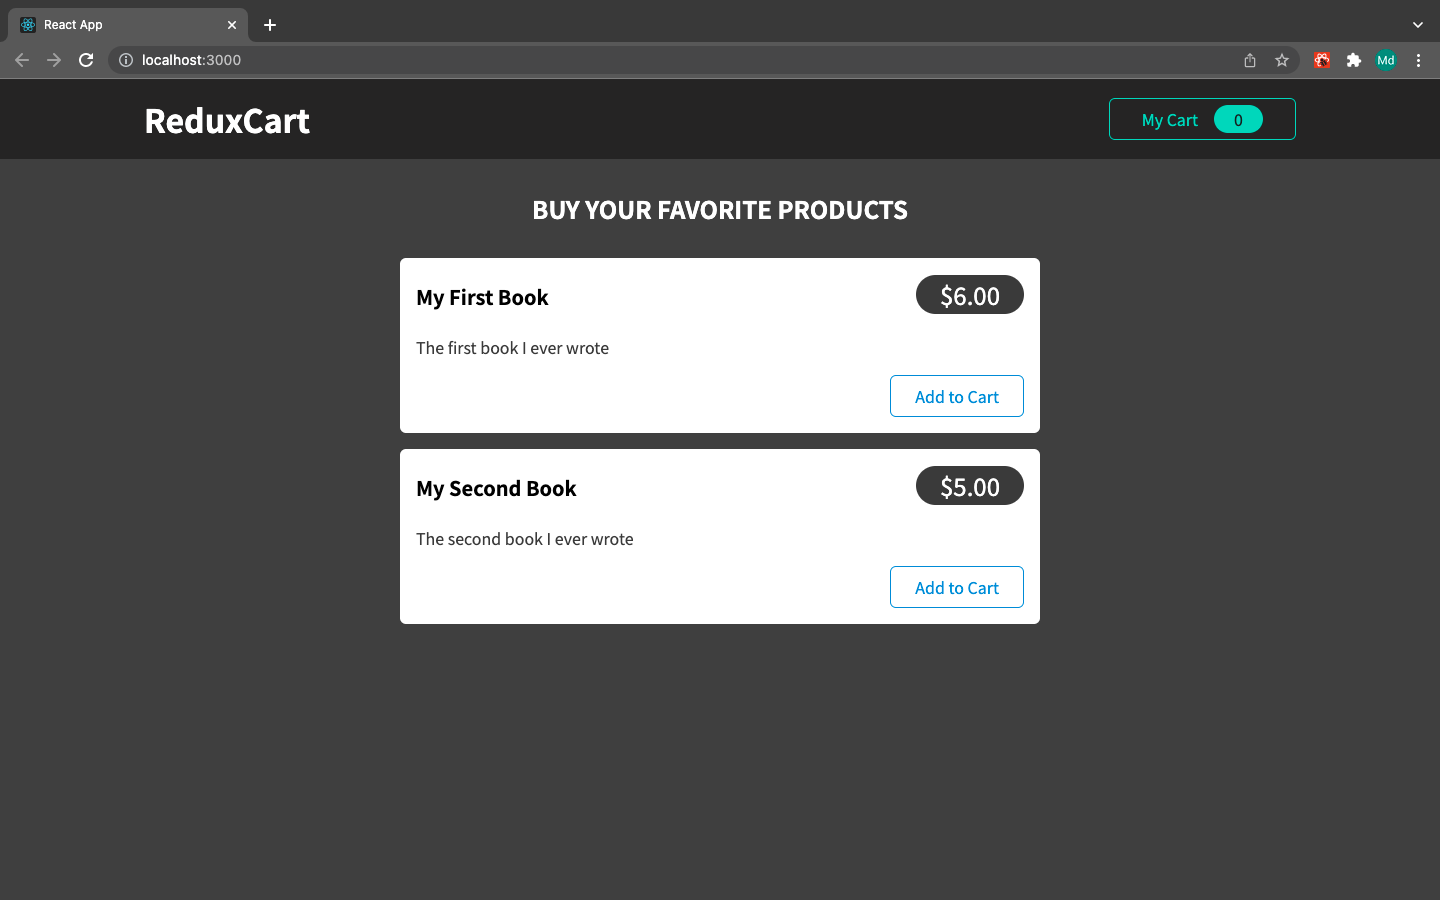 React App
localhost:3000
Md
ReduxCart
My Cart 0
BUY YOUR FAVORITE PRODUCTS
My First Book $6.00
The first book I ever wrote
Add to Cart
My Second Book $5.00
The second book I ever wrote
Add to Cart